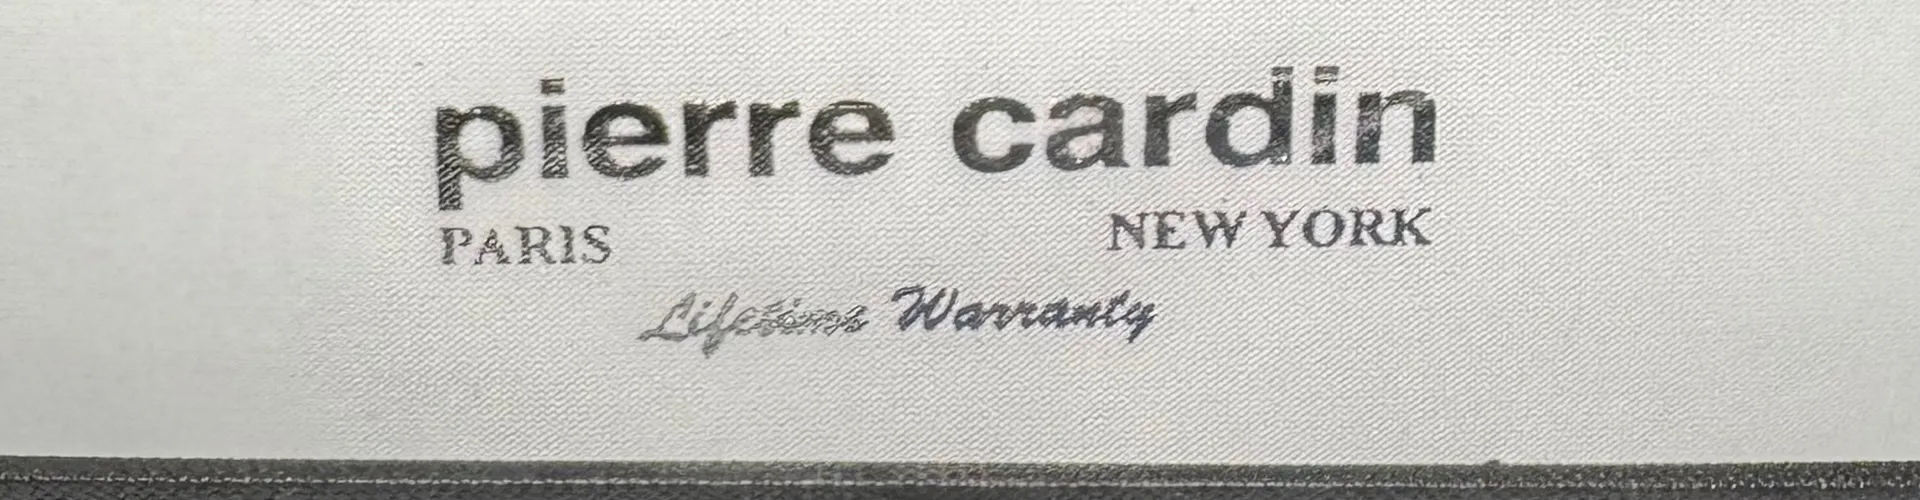 pierre cardin
PARIS NEW YORK
Lifetime Warranty